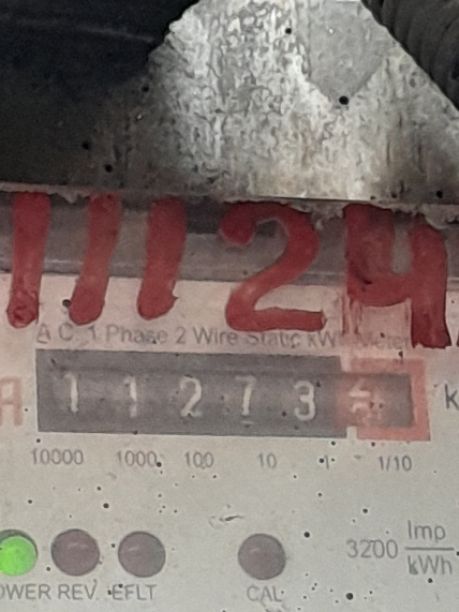 11124
A C 1 Phase 2 Wire Static kWh Meter
1 1 2 7 3
10000 1000 100 10 1 1/10
3200 Imp/kWh
POWER REV EFLT CAL